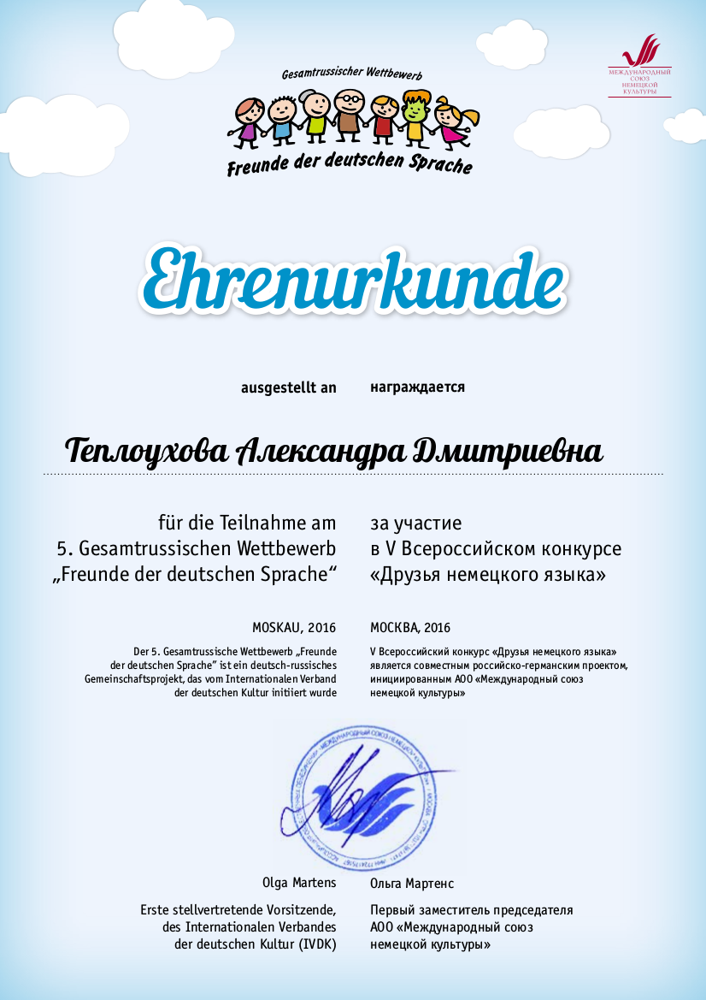 Gesamtrussischer Wettbewerb
Freunde der deutschen Sprache
МЕЖДУНАРОДНЫЙ
СОЮЗ
НЕМЕЦКОЙ
КУЛЬТУРЫ
Ehrenurkunde
ausgestellt an
награждается
Теплоухова Александра Дмитриевна
für die Teilnahme am
5. Gesamtrussischen Wettbewerb
„Freunde der deutschen Sprache“
за участие
в V Всероссийском конкурсе
«Друзья немецкого языка»
MOSKAU, 2016
МОСКВА, 2016
Der 5. Gesamtrussische Wettbewerb „Freunde
der deutschen Sprache” ist ein deutsch-russisches
Gemeinschaftsprojekt, das vom Internationalen Verband
der deutschen Kultur initiiert wurde
V Всероссийский конкурс «Друзья немецкого языка»
является совместным российско-германским проектом,
инициированным АОО «Международный союз
немецкой культуры»
МЕЖДУНАРОДНЫЙ СОЮЗ НЕМЕЦКОЙ КУЛЬТУРЫ
МОСКВА
Olga Martens
Ольга Мартенс
Erste stellvertretende Vorsitzende,
des Internationalen Verbandes
der deutschen Kultur (IVDK)
Первый заместитель председателя
АОО «Международный союз
немецкой культуры»